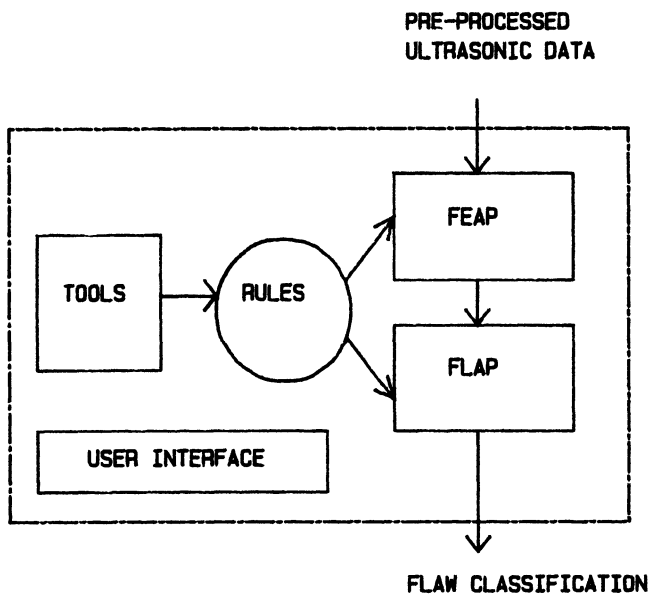 PRE-PROCESSED
ULTRASONIC DATA
FEAP
TOOLS
RULES
FLAP
USER INTERFACE
FLAW CLASSIFICATION